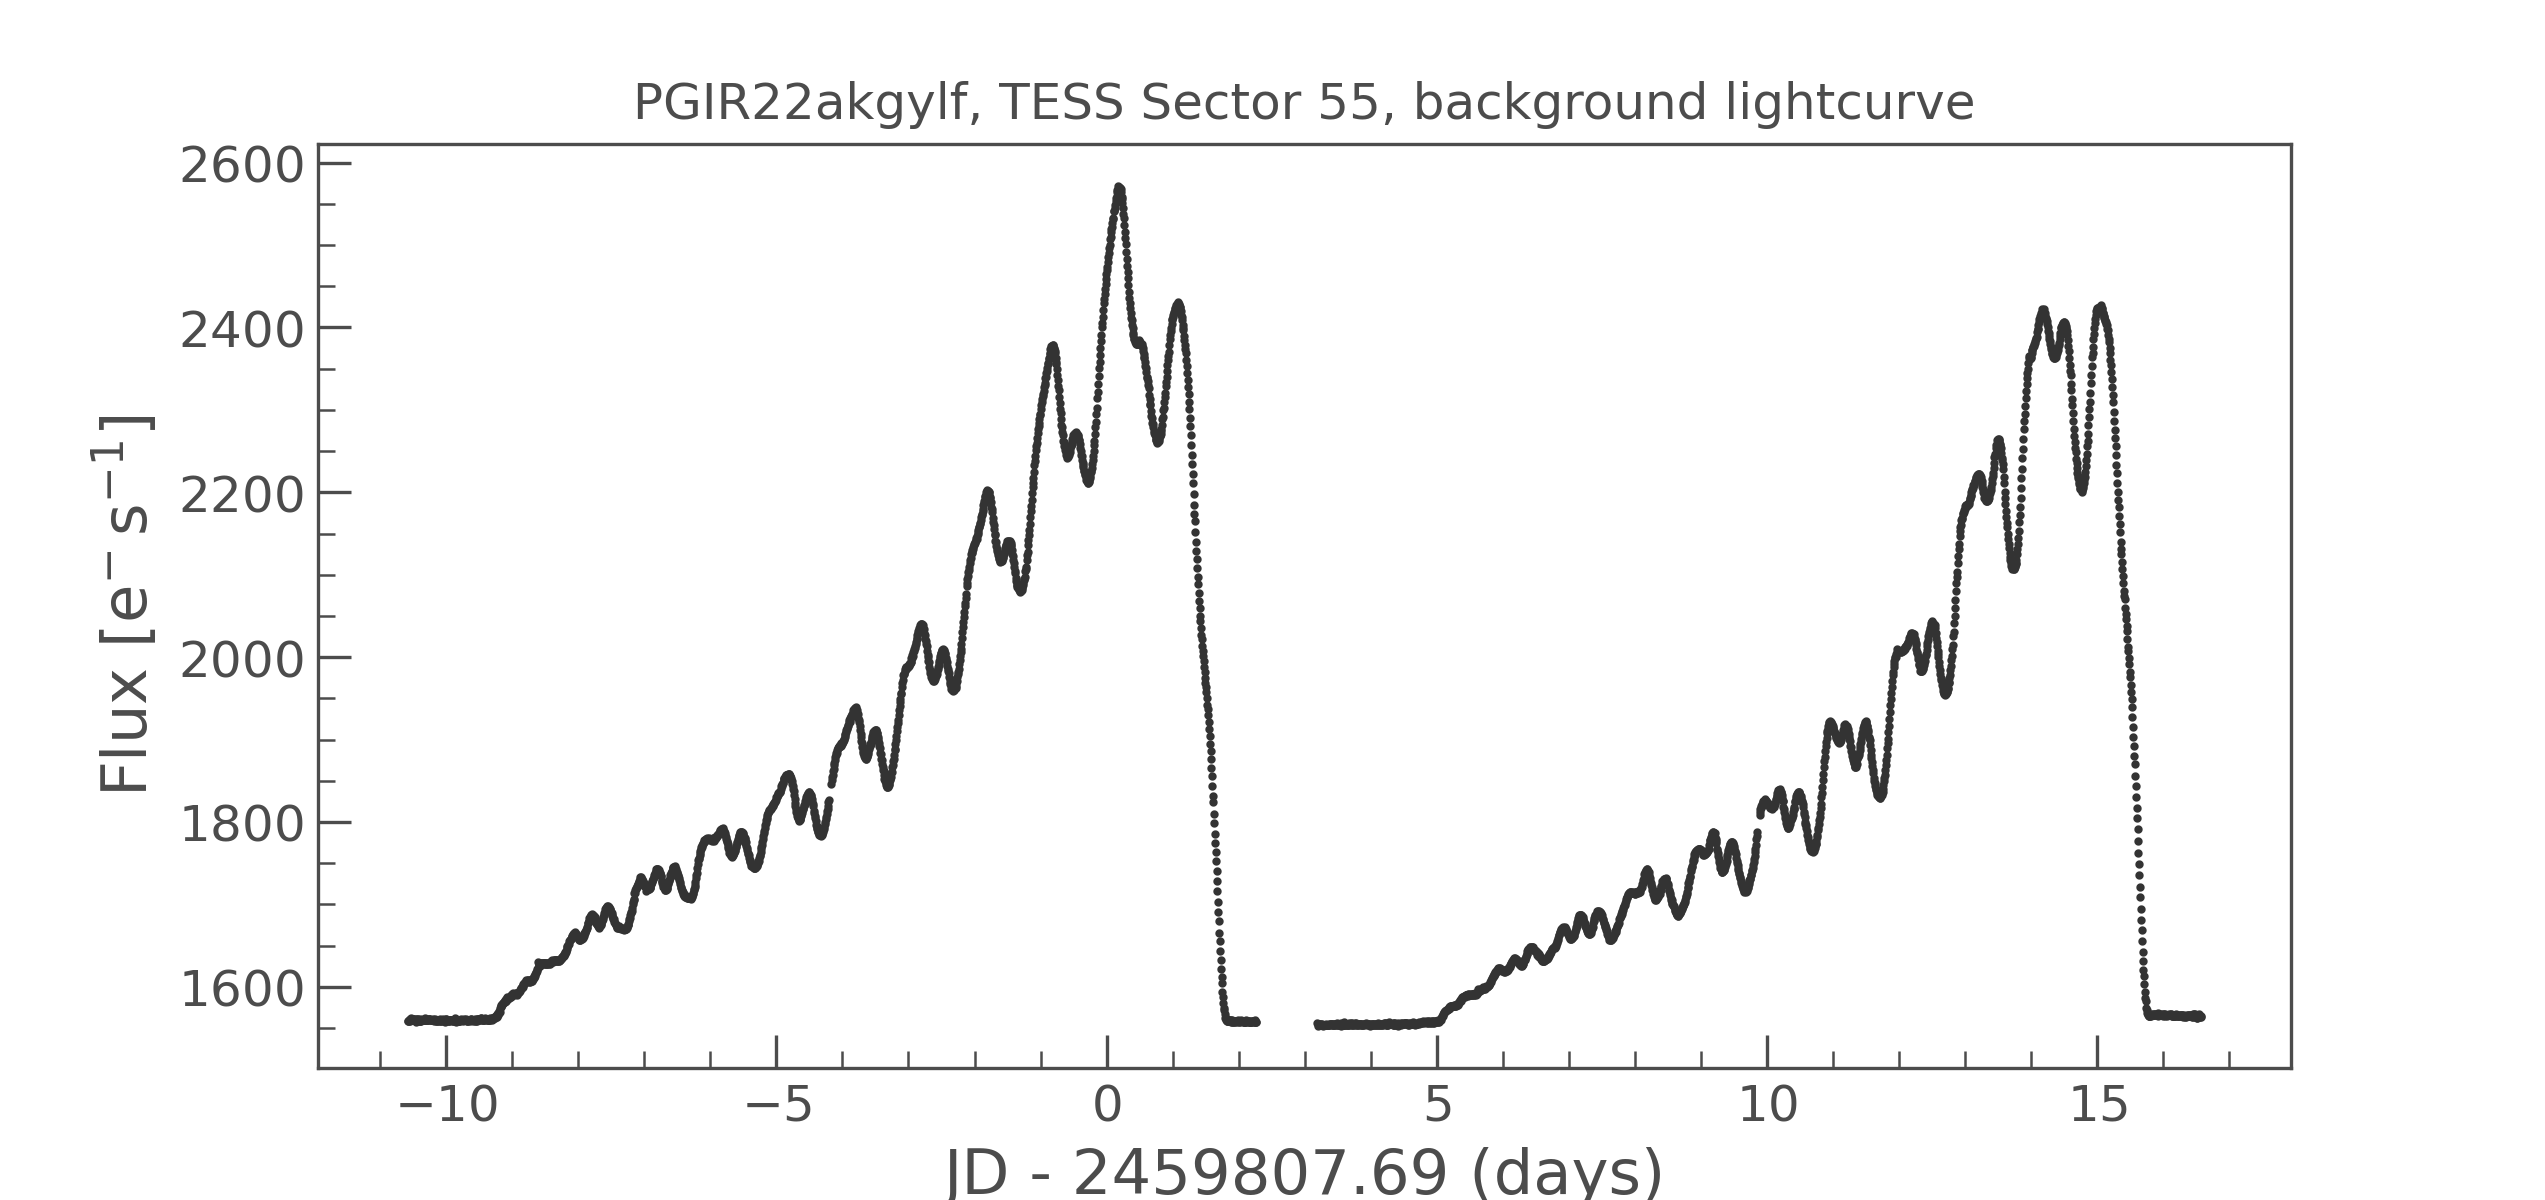 PGIR22akgylf, TESS Sector 55, background lightcurve
2600
2400
2200
2000
1800
1600
Flux [e⁻ s⁻¹]
−10 −5 0 5 10 15
JD - 2459807.69 (days)